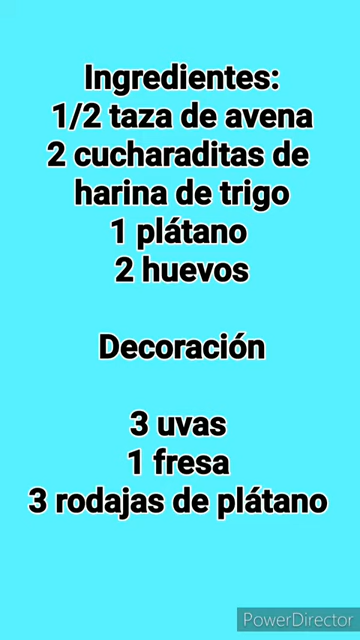 Ingredientes:
1/2 taza de avena
2 cucharaditas de
harina de trigo
1 plátano
2 huevos
Decoración
3 uvas
1 fresa
3 rodajas de plátano
PowerDirector